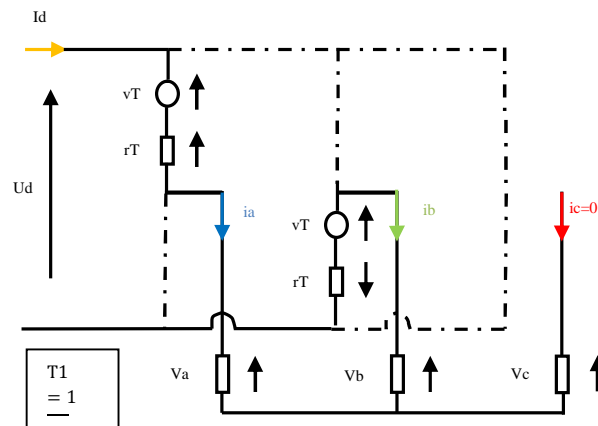 Id
vT
rT
Ud
ia
vT
ib
ic=0
rT
T1
= 1
Va
Vb
Vc